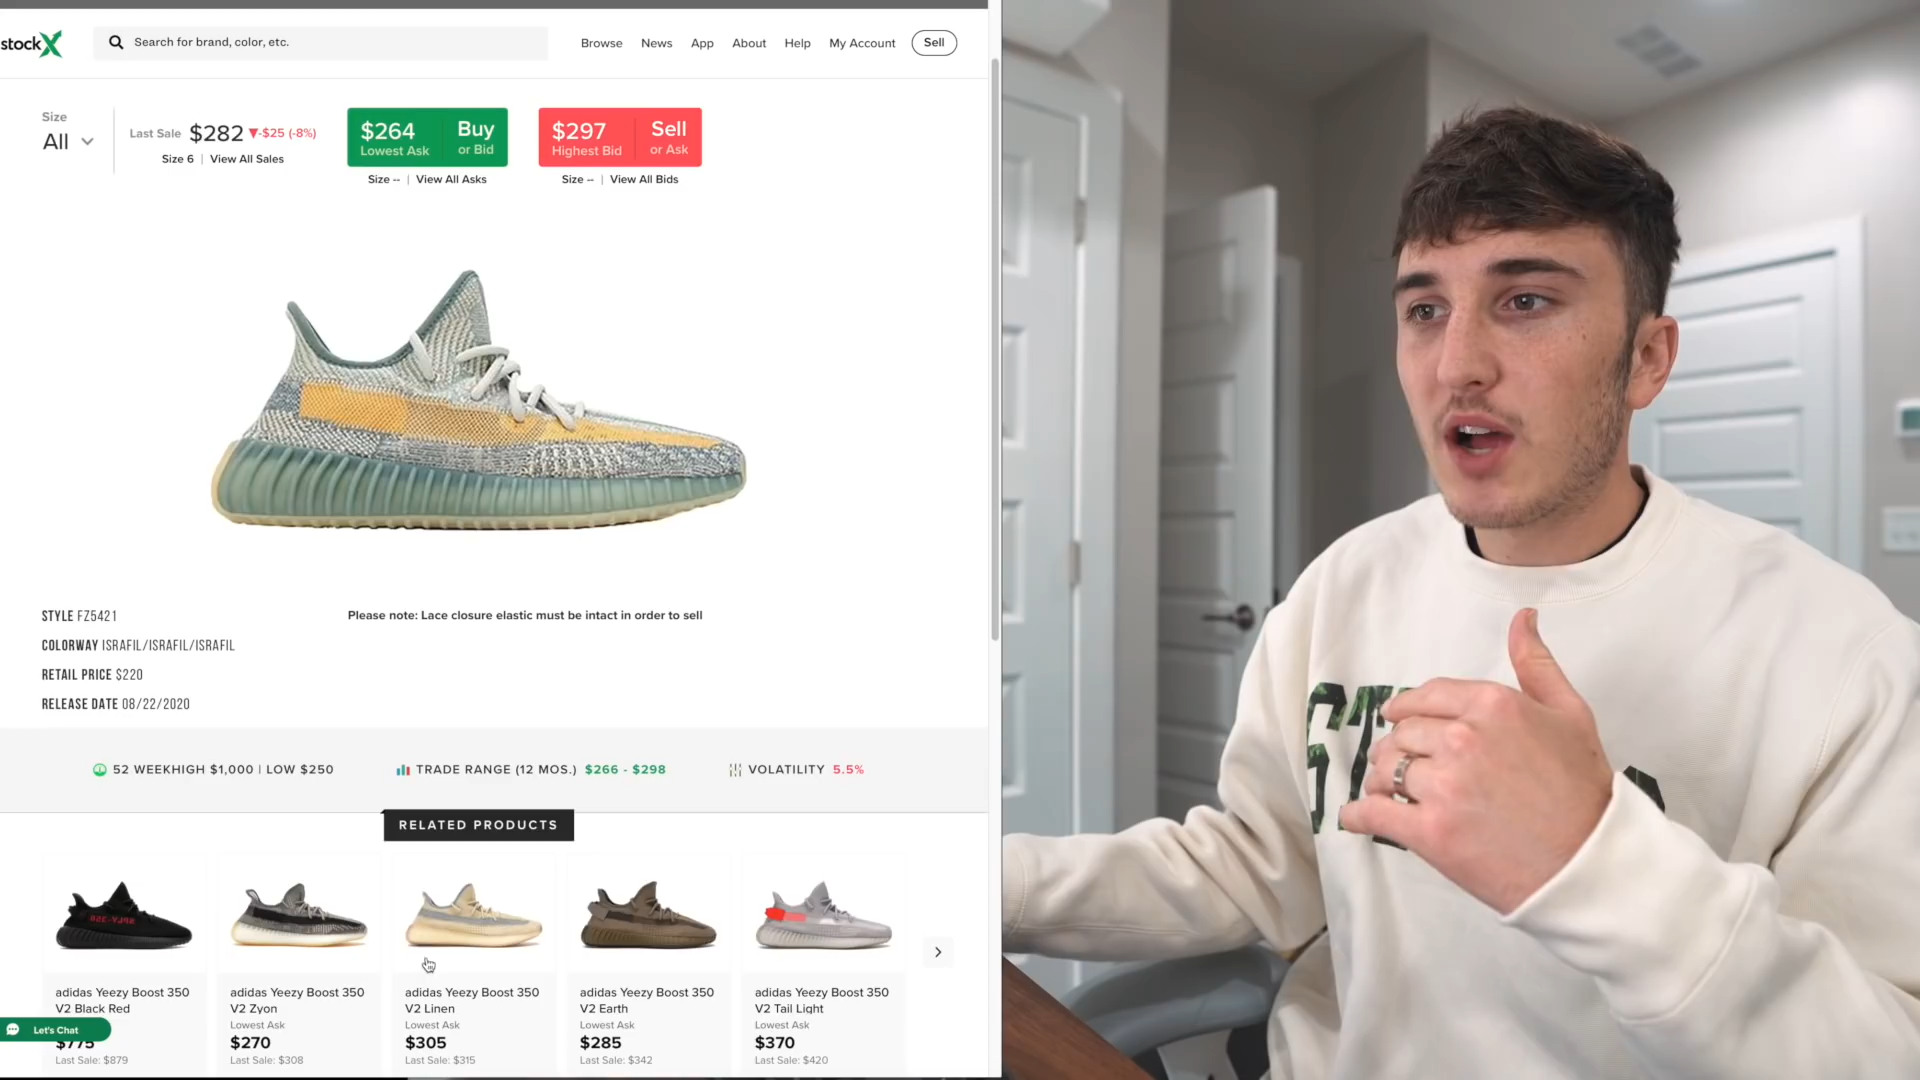 stockX
Search for brand, color, etc.
Browse News App About Help My Account Sell
Size
All
Last Sale $282 ▼-$25 (-8%)
Size 6 | View All Sales
$264 Buy
Lowest Ask or Bid
Size -- | View All Asks
$297 Sell
Highest Bid or Ask
Size -- | View All Bids
STYLE FZ5421
COLORWAY ISRAFIL/ISRAFIL/ISRAFIL
RETAIL PRICE $220
RELEASE DATE 08/22/2020
Please note: Lace closure elastic must be intact in order to sell
52 WEEKHIGH $1,000 | LOW $250
TRADE RANGE (12 MOS.) $266 - $298
VOLATILITY 5.5%
RELATED PRODUCTS
adidas Yeezy Boost 350
V2 Black Red
$775
Last Sale: $879
adidas Yeezy Boost 350
V2 Zyon
Lowest Ask
$270
Last Sale: $308
adidas Yeezy Boost 350
V2 Linen
Lowest Ask
$305
Last Sale: $315
adidas Yeezy Boost 350
V2 Earth
Lowest Ask
$285
Last Sale: $342
adidas Yeezy Boost 350
V2 Tail Light
Lowest Ask
$370
Last Sale: $420
Let's Chat